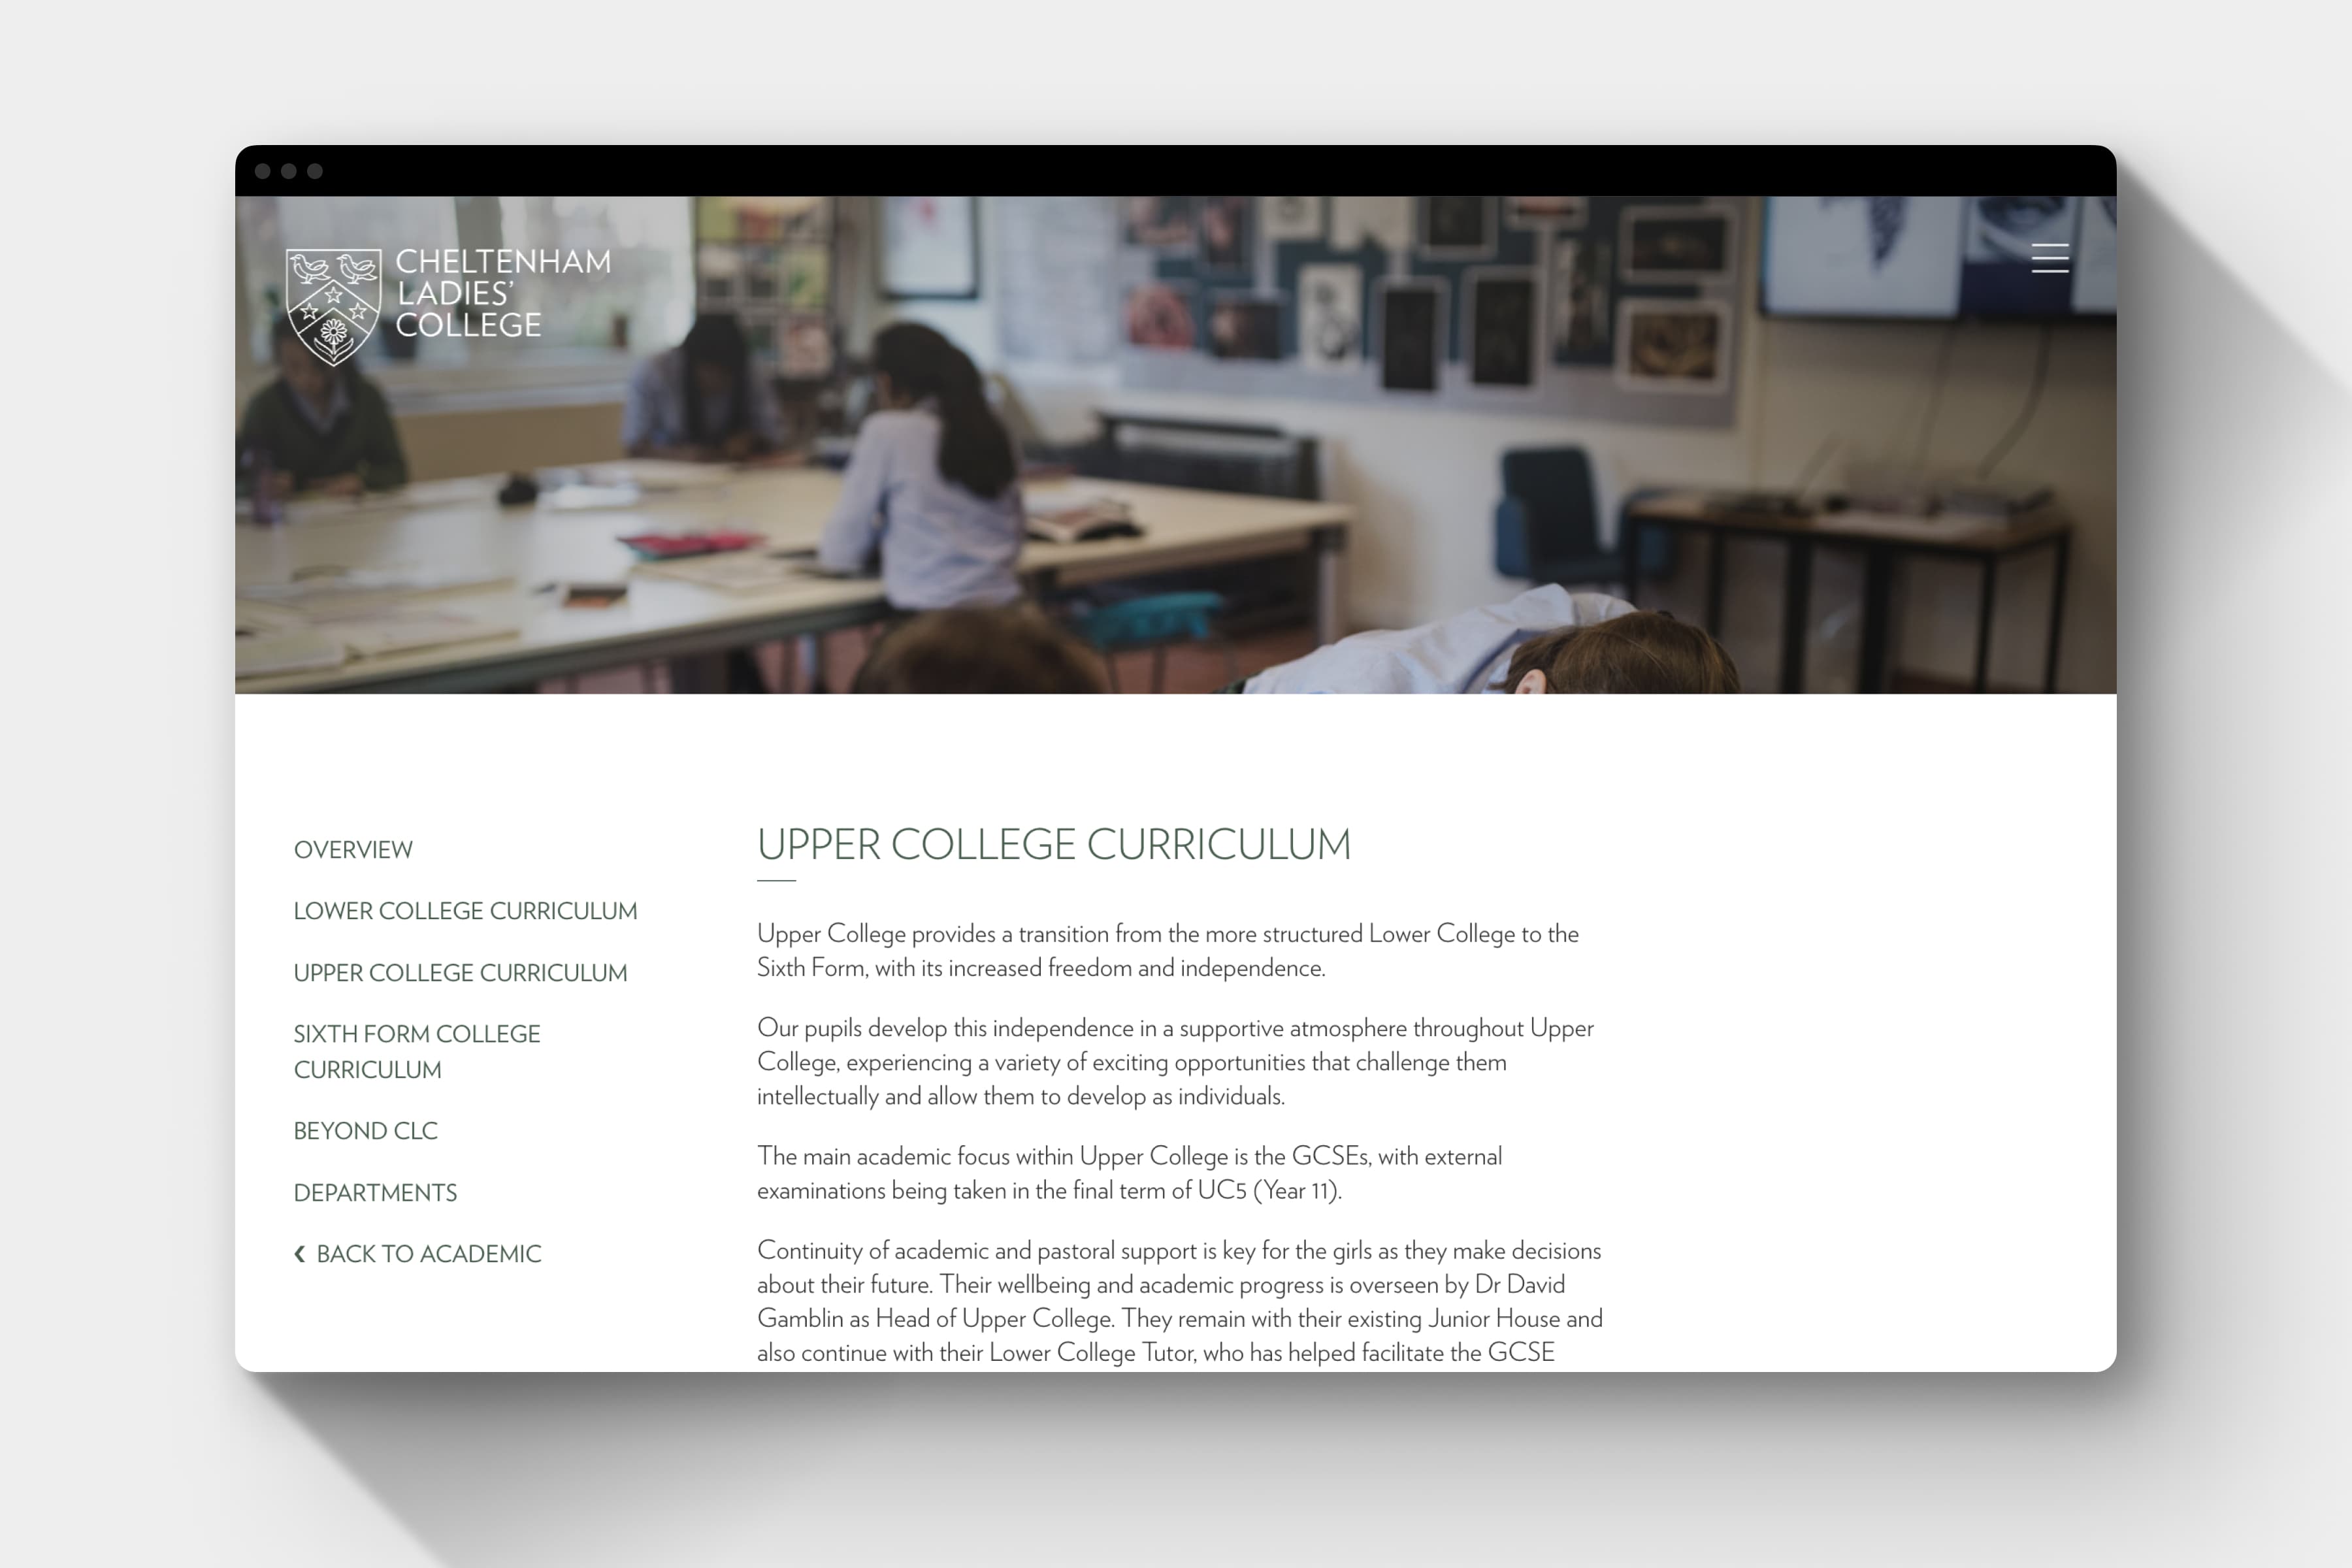 CHELTENHAM
LADIES’
COLLEGE
OVERVIEW
LOWER COLLEGE CURRICULUM
UPPER COLLEGE CURRICULUM
SIXTH FORM COLLEGE
CURRICULUM
BEYOND CLC
DEPARTMENTS
‹ BACK TO ACADEMIC
UPPER COLLEGE CURRICULUM
Upper College provides a transition from the more structured Lower College to the
Sixth Form, with its increased freedom and independence.
Our pupils develop this independence in a supportive atmosphere throughout Upper
College, experiencing a variety of exciting opportunities that challenge them
intellectually and allow them to develop as individuals.
The main academic focus within Upper College is the GCSEs, with external
examinations being taken in the final term of UC5 (Year 11).
Continuity of academic and pastoral support is key for the girls as they make decisions
about their future. Their wellbeing and academic progress is overseen by Dr David
Gamblin as Head of Upper College. They remain with their existing Junior House and
also continue with their Lower College Tutor, who has helped facilitate the GCSE